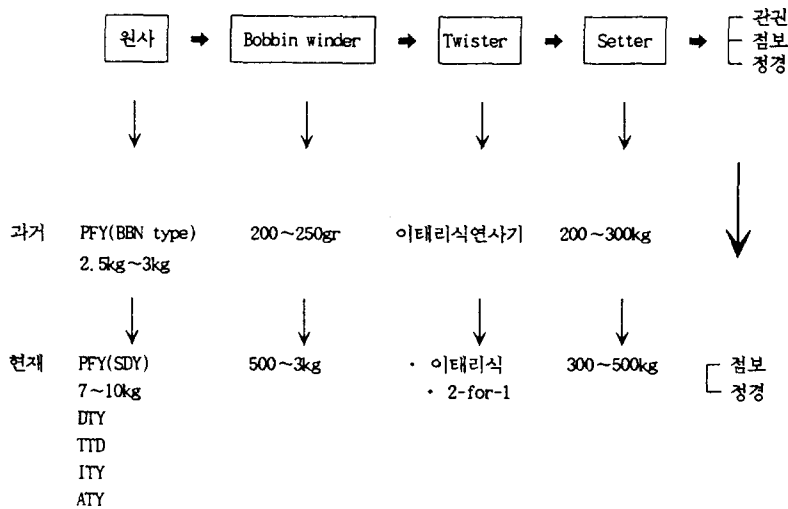 원사 Bobbin winder Twister Setter 관권
점보
정경
과거 PFY(BBN type) 200~250gr 이태리식연사기 200~300kg
2.5kg~3kg
현재 PFY(SDY) 500~3kg · 이태리식 300~500kg 점보
7~10kg · 2-for-1 정경
DTY
TTD
ITY
ATY